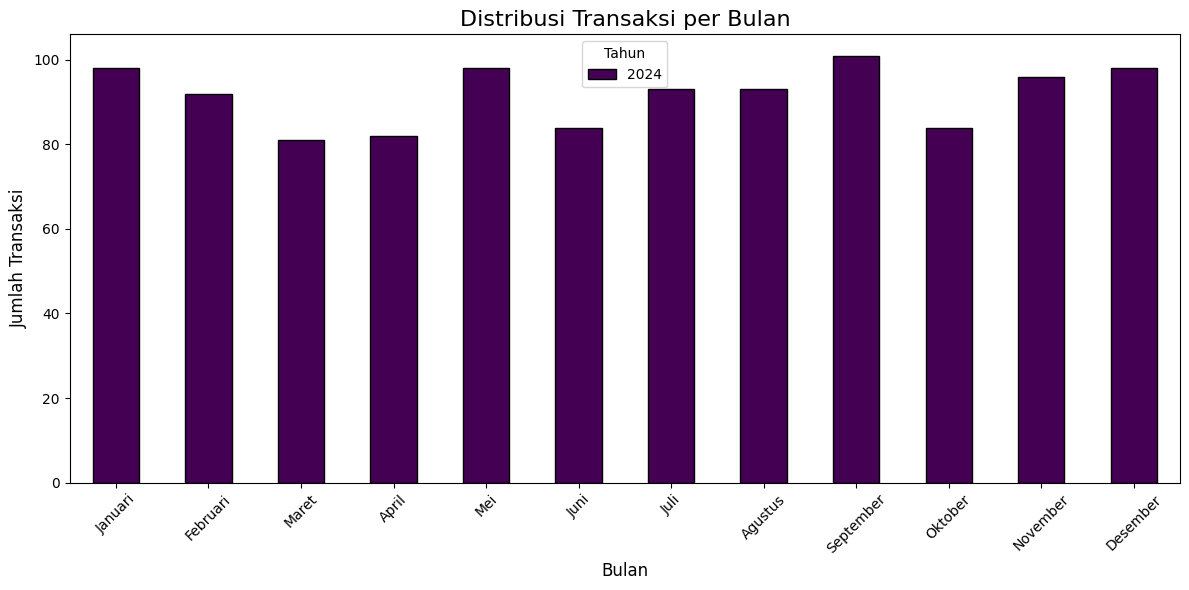 Distribusi Transaksi per Bulan
Tahun
2024
Jumlah Transaksi
100
80
60
40
20
0
Januari
Februari
Maret
April
Mei
Juni
Juli
Agustus
September
Oktober
November
Desember
Bulan